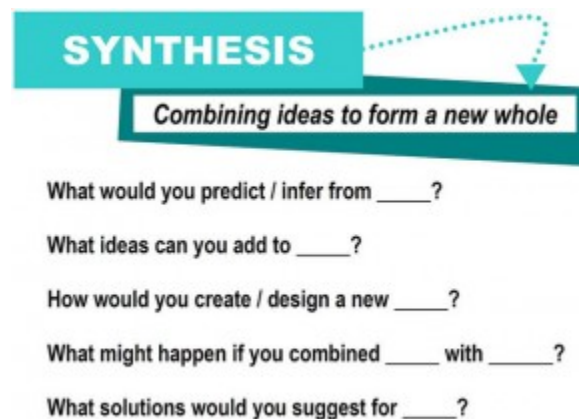 SYNTHESIS
Combining ideas to form a new whole
What would you predict / infer from _____?
What ideas can you add to _____?
How would you create / design a new _____?
What might happen if you combined _____ with ______?
What solutions would you suggest for _____?